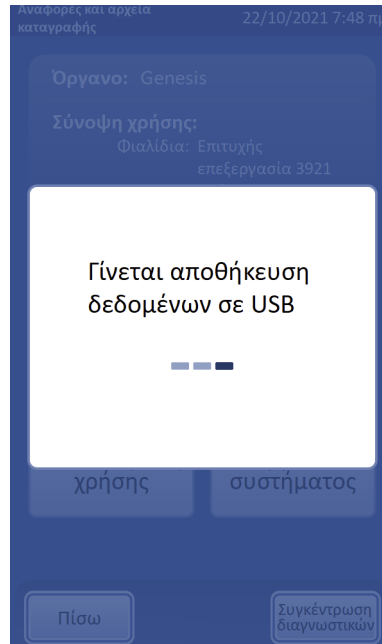 Αναφορές και αρχεία
καταγραφής
22/10/2021 7:48 πμ
Όργανο: Genesis
Σύνοψη χρήσης:
Φιαλίδια: Επιτυχής
επεξεργασία 3921
Γίνεται αποθήκευση
δεδομένων σε USB
χρήσης
συστήματος
Πίσω
Συγκέντρωση
διαγνωστικών